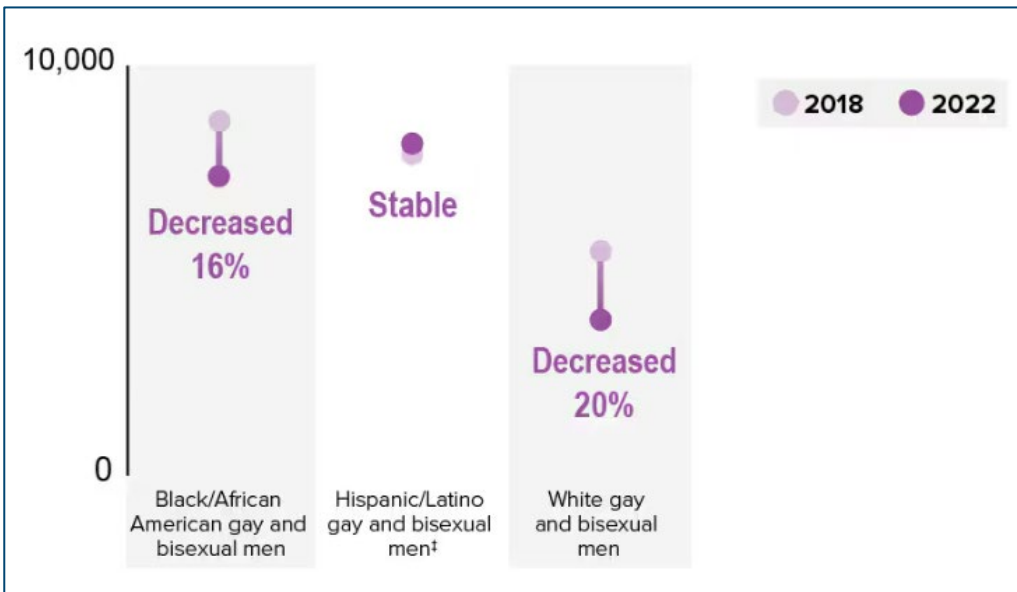 10,000
2018
2022
Decreased
16%
Stable
Decreased
20%
0
Black/African
American gay and
bisexual men
Hispanic/Latino
gay and bisexual
men‡
White gay
and bisexual
men